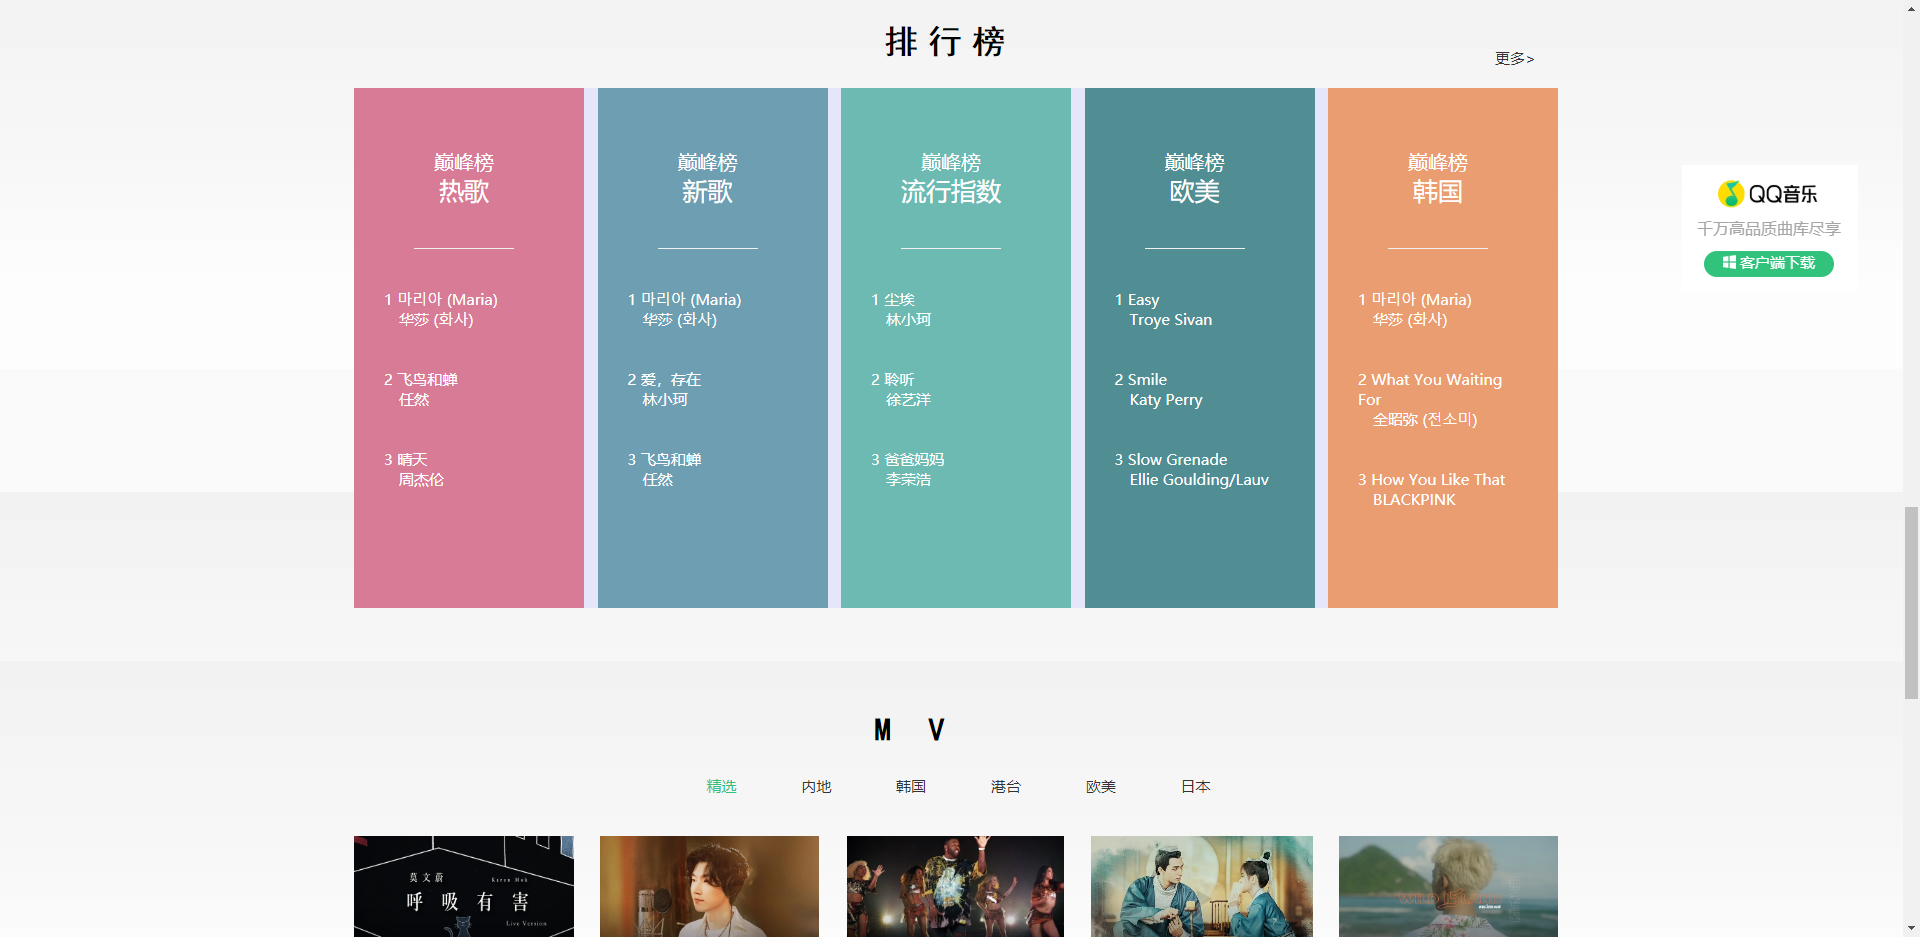 排行榜
更多>
巅峰榜
热歌
1 마리아 (Maria)
华莎 (화사)
2 飞鸟和蝉
任然
3 晴天
周杰伦
巅峰榜
新歌
1 마리아 (Maria)
华莎 (화사)
2 爱，存在
林小珂
3 飞鸟和蝉
任然
巅峰榜
流行指数
1 尘埃
林小珂
2 聆听
徐艺洋
3 爸爸妈妈
李荣浩
巅峰榜
欧美
1 Easy
Troye Sivan
2 Smile
Katy Perry
3 Slow Grenade
Ellie Goulding/Lauv
巅峰榜
韩国
1 마리아 (Maria)
华莎 (화사)
2 What You Waiting
For
全昭弥 (전소미)
3 How You Like That
BLACKPINK
QQ音乐
千万高品质曲库尽享
客户端下载
M V
精选
内地
韩国
港台
欧美
日本
莫文蔚
Karen Mok
呼吸有害
Live Version